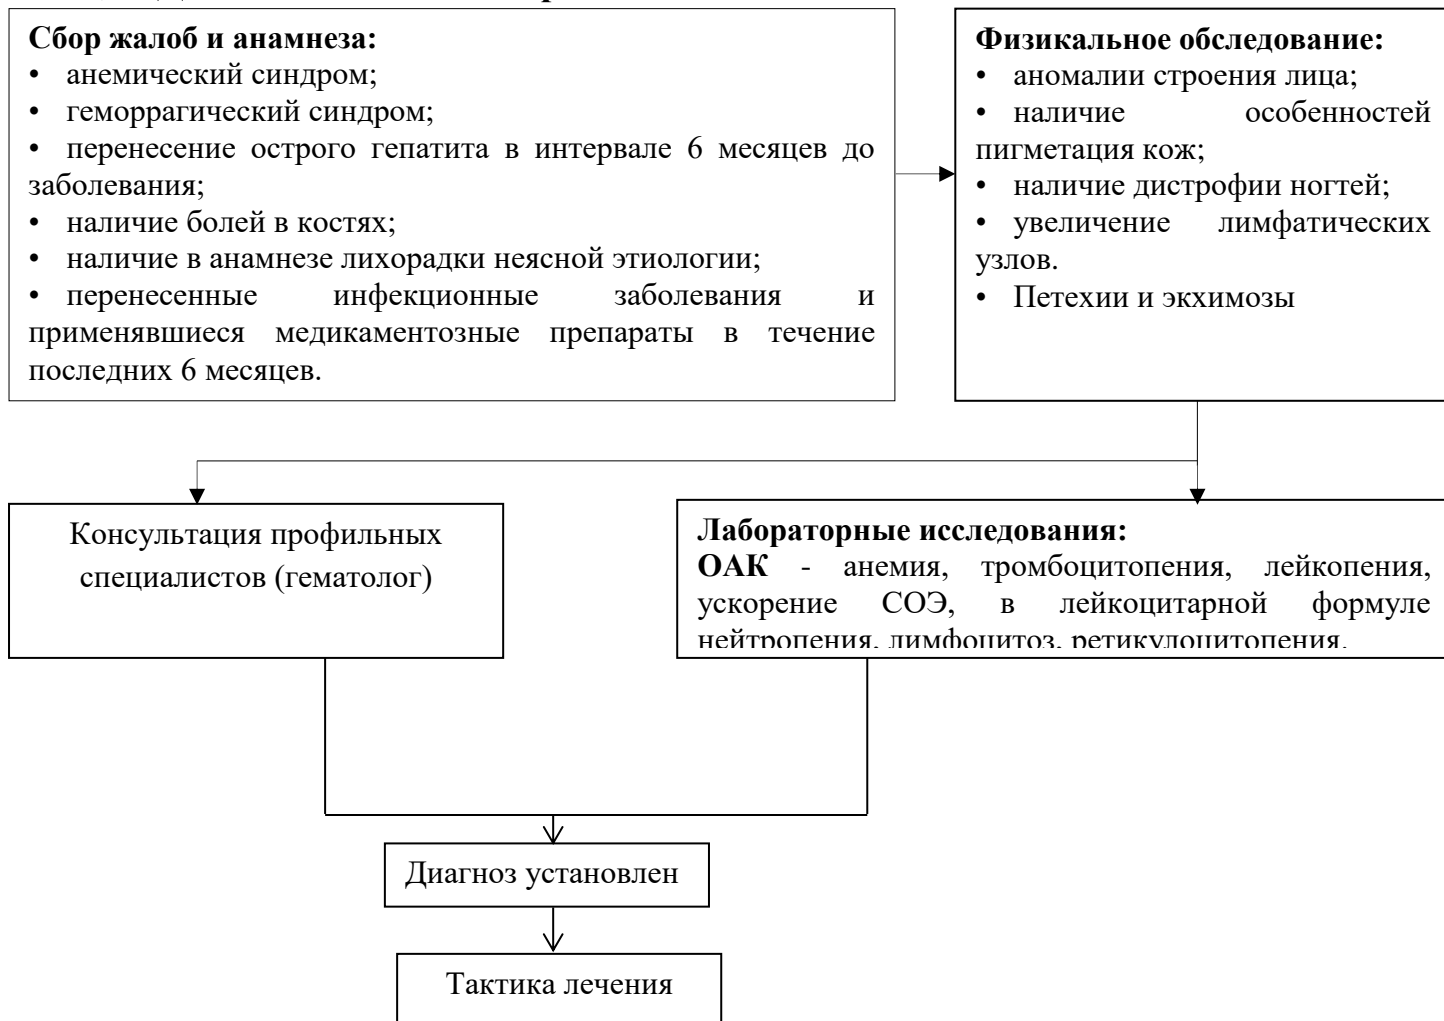 Сбор жалоб и анамнеза:
• анемический синдром;
• геморрагический синдром;
• перенесение острого гепатита в интервале 6 месяцев до
заболевания;
• наличие болей в костях;
• наличие в анамнезе лихорадки неясной этиологии;
• перенесенные инфекционные заболевания и
применявшиеся медикаментозные препараты в течение
последних 6 месяцев.
Физикальное обследование:
• аномалии строения лица;
• наличие особенностей
пигметация кож;
• наличие дистрофии ногтей;
• увеличение лимфатических
узлов.
• Петехии и экхимозы
Консультация профильных
специалистов (гематолог)
Лабораторные исследования:
ОАК - анемия, тромбоцитопения, лейкопения,
ускорение СОЭ, в лейкоцитарной формуле
нейтропения, лимфоцитоз, ретикулоцитопения.
Диагноз установлен
Тактика лечения